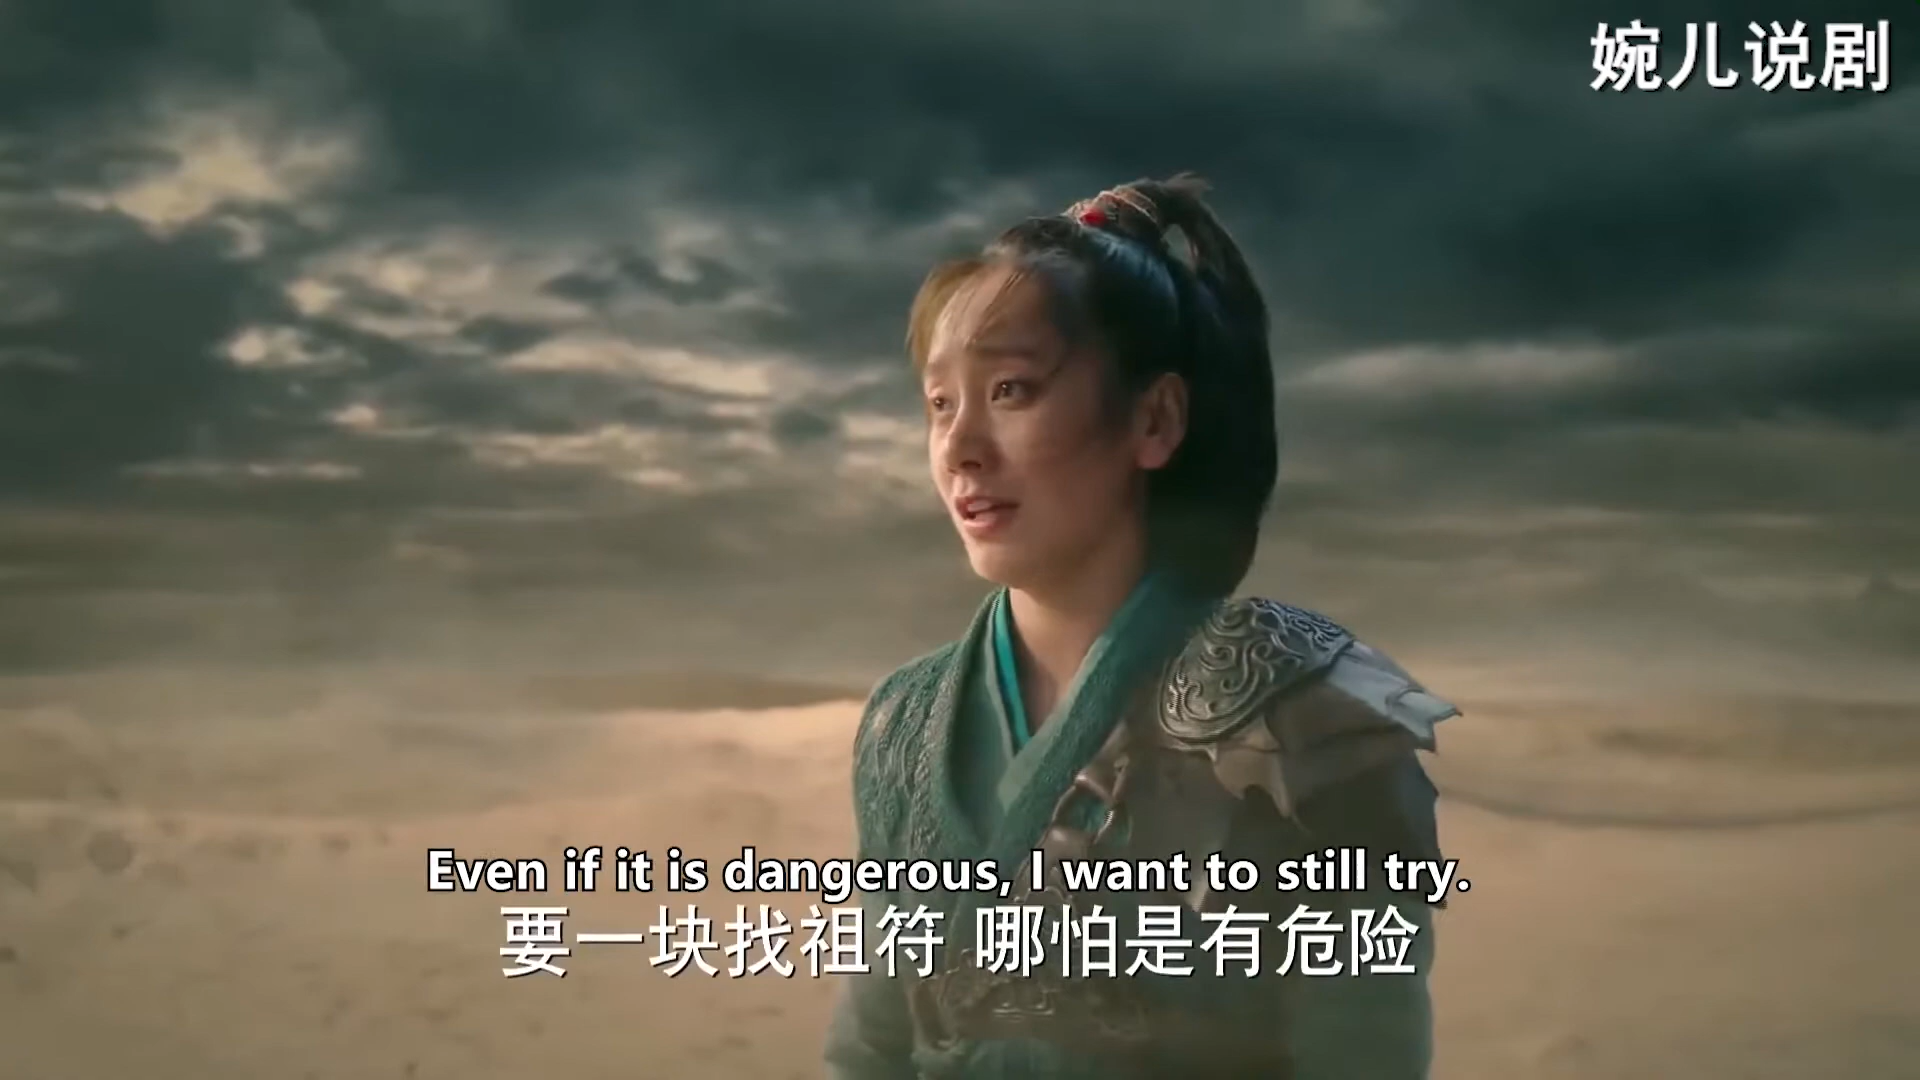 婉儿说剧
Even if it is dangerous, I want to still try.
要一块找祖符 哪怕是有危险